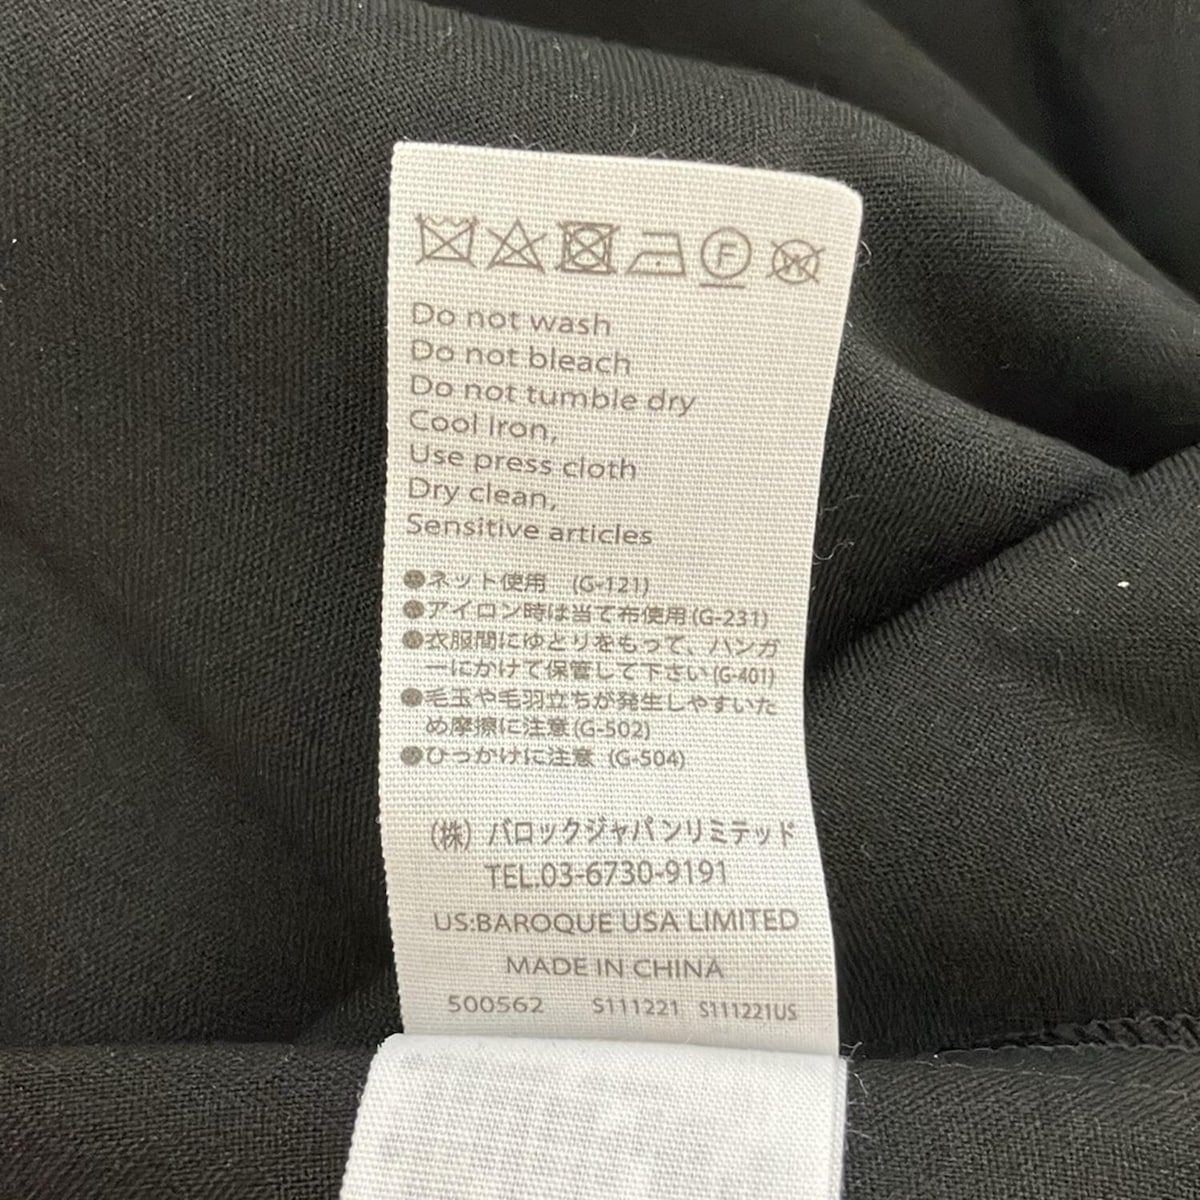 F W
Do not wash
Do not bleach
Do not tumble dry
Cool Iron,
Use press cloth
Dry clean,
Sensitive articles
●ネット使用 (G-121)
●アイロン時は当て布使用(G-231)
●衣服間にゆとりをもって、ハンガ
ーにかけて保管して下さい(G-401)
●毛玉や毛羽立ちが発生しやすいた
め摩擦に注意(G-502)
●ひっかけに注意 (G-504)
(株) バロックジャパンリミテッド
TEL.03-6730-9191
US:BAROQUE USA LIMITED
MADE IN CHINA
500562 S111221 S111221US